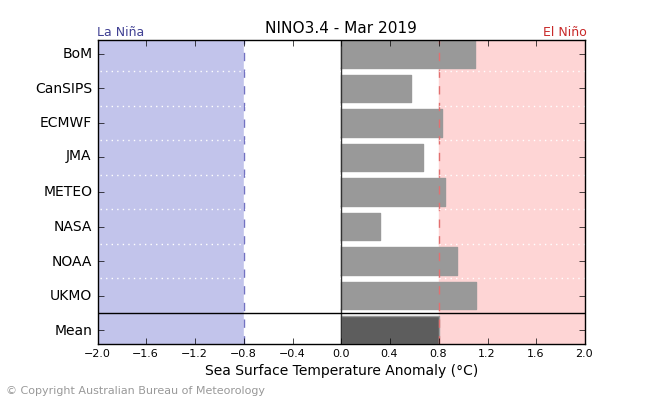 NINO3.4 - Mar 2019
La Niña
El Niño
BoM
CanSIPS
ECMWF
JMA
METEO
NASA
NOAA
UKMO
Mean
−2.0 −1.6 −1.2 −0.8 −0.4 0.0 0.4 0.8 1.2 1.6 2.0
Sea Surface Temperature Anomaly (°C)
© Copyright Australian Bureau of Meteorology